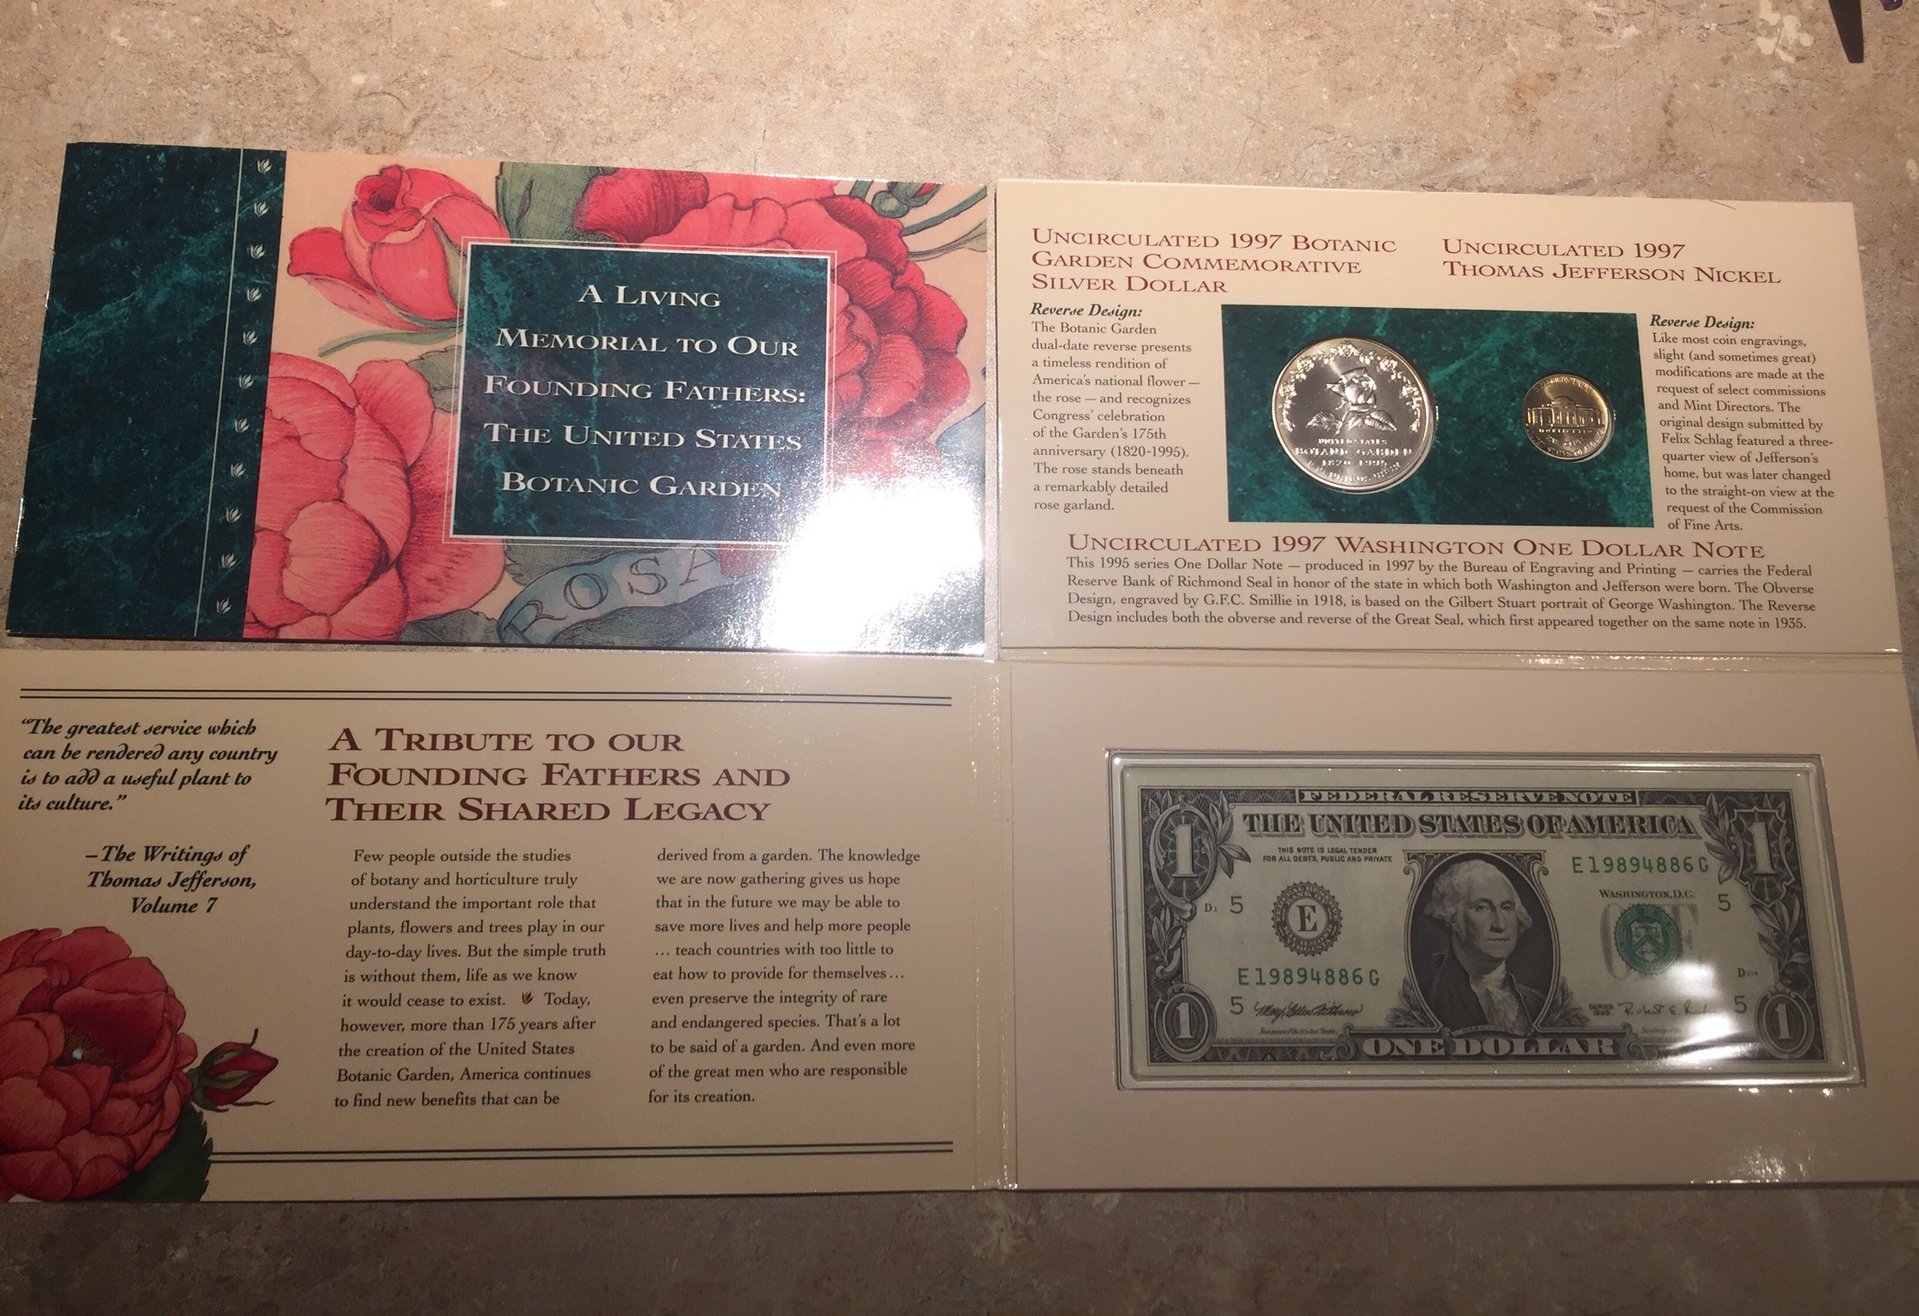 A Living
Memorial to Our
Founding Fathers:
The United States
Botanic Garden
ROSA
Uncirculated 1997 Botanic
Garden Commemorative
Silver Dollar
Reverse Design:
The Botanic Garden
dual-date reverse presents
a timeless rendition of
America's national flower —
the rose — and recognizes
Congress' celebration
of the Garden's 175th
anniversary (1820-1995).
The rose stands beneath
a remarkably detailed
rose garland.
UNITED STATES
BOTANIC GARDEN
1820 1995
Uncirculated 1997
Thomas Jefferson Nickel
Reverse Design:
Like most coin engravings,
slight (and sometimes great)
modifications are made at the
request of select commissions
and Mint Directors. The
original design submitted by
Felix Schlag featured a three-
quarter view of Jefferson's
home, but was later changed
to the straight-on view at the
request of the Commission
of Fine Arts.
Uncirculated 1997 Washington One Dollar Note
This 1995 series One Dollar Note — produced in 1997 by the Bureau of Engraving and Printing — carries the Federal
Reserve Bank of Richmond Seal in honor of the state in which both Washington and Jefferson were born. The Obverse
Design, engraved by G.F.C. Smillie in 1918, is based on the Gilbert Stuart portrait of George Washington. The Reverse
Design includes both the obverse and reverse of the Great Seal, which first appeared together on the same note in 1935.
"The greatest service which
can be rendered any country
is to add a useful plant to
its culture."
–The Writings of
Thomas Jefferson,
Volume 7
A Tribute to our
Founding Fathers and
Their Shared Legacy
Few people outside the studies
of botany and horticulture truly
understand the important role that
plants, flowers and trees play in our
day-to-day lives. But the simple truth
is without them, life as we know
it would cease to exist. Today,
however, more than 175 years after
the creation of the United States
Botanic Garden, America continues
to find new benefits that can be
derived from a garden. The knowledge
we are now gathering gives us hope
that in the future we may be able to
save more lives and help more people
... teach countries with too little to
eat how to provide for themselves ...
even preserve the integrity of rare
and endangered species. That's a lot
to be said of a garden. And even more
of the great men who are responsible
for its creation.
FEDERAL RESERVE NOTE
THE UNITED STATES OF AMERICA
THIS NOTE IS LEGAL TENDER
FOR ALL DEBTS, PUBLIC AND PRIVATE
E19894886G
WASHINGTON, D.C.
5
5
E
E19894886G
5
5
SERIES
1995
WASHINGTON
1
1
1
1
ONE DOLLAR